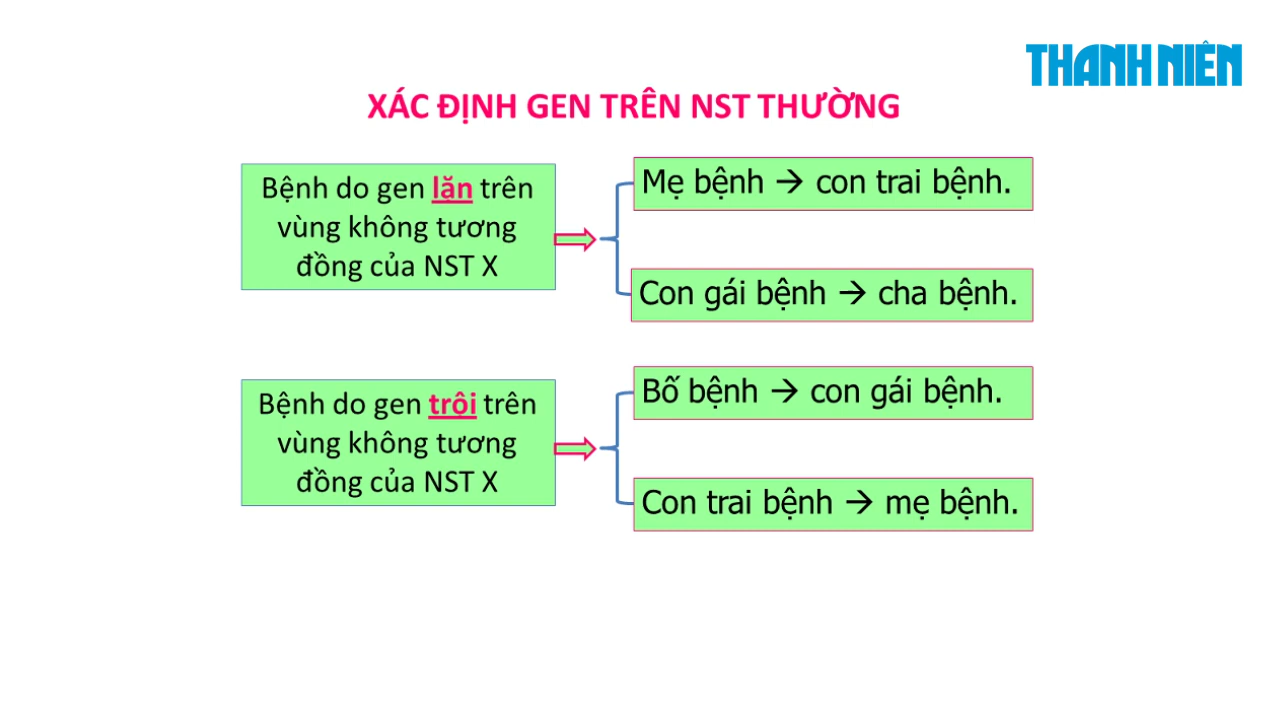 THANH NIÊN
XÁC ĐỊNH GEN TRÊN NST THƯỜNG
Bệnh do gen lặn trên
vùng không tương
đồng của NST X
Mẹ bệnh → con trai bệnh.
Con gái bệnh → cha bệnh.
Bệnh do gen trội trên
vùng không tương
đồng của NST X
Bố bệnh → con gái bệnh.
Con trai bệnh → mẹ bệnh.